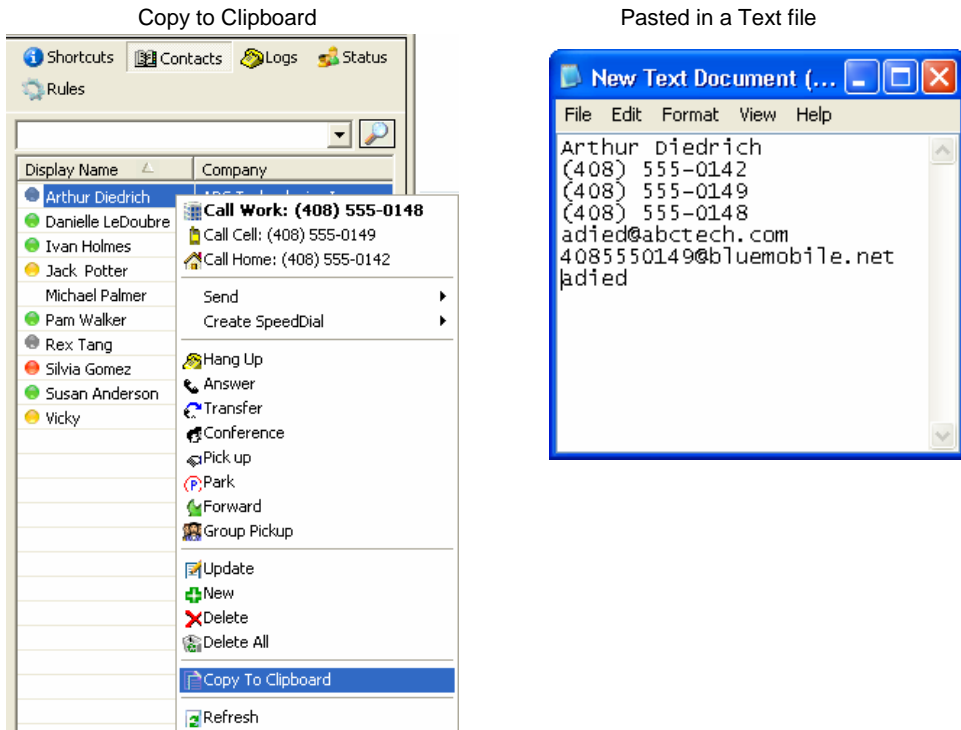 Copy to Clipboard
Pasted in a Text file
Shortcuts Contacts Logs Status
Rules
Display Name Company
Arthur Diedrich
Danielle LeDoubre
Ivan Holmes
Jack Potter
Michael Palmer
Pam Walker
Rex Tang
Silvia Gomez
Susan Anderson
Vicky
Call Work: (408) 555-0148
Call Cell: (408) 555-0149
Call Home: (408) 555-0142
Send
Create SpeedDial
Hang Up
Answer
Transfer
Conference
Pick up
Park
Forward
Group Pickup
Update
New
Delete
Delete All
Copy To Clipboard
Refresh
New Text Document (...
File Edit Format View Help
Arthur Diedrich
(408) 555-0142
(408) 555-0149
(408) 555-0148
adied@abctech.com
4085550149@bluemobile.net
adied